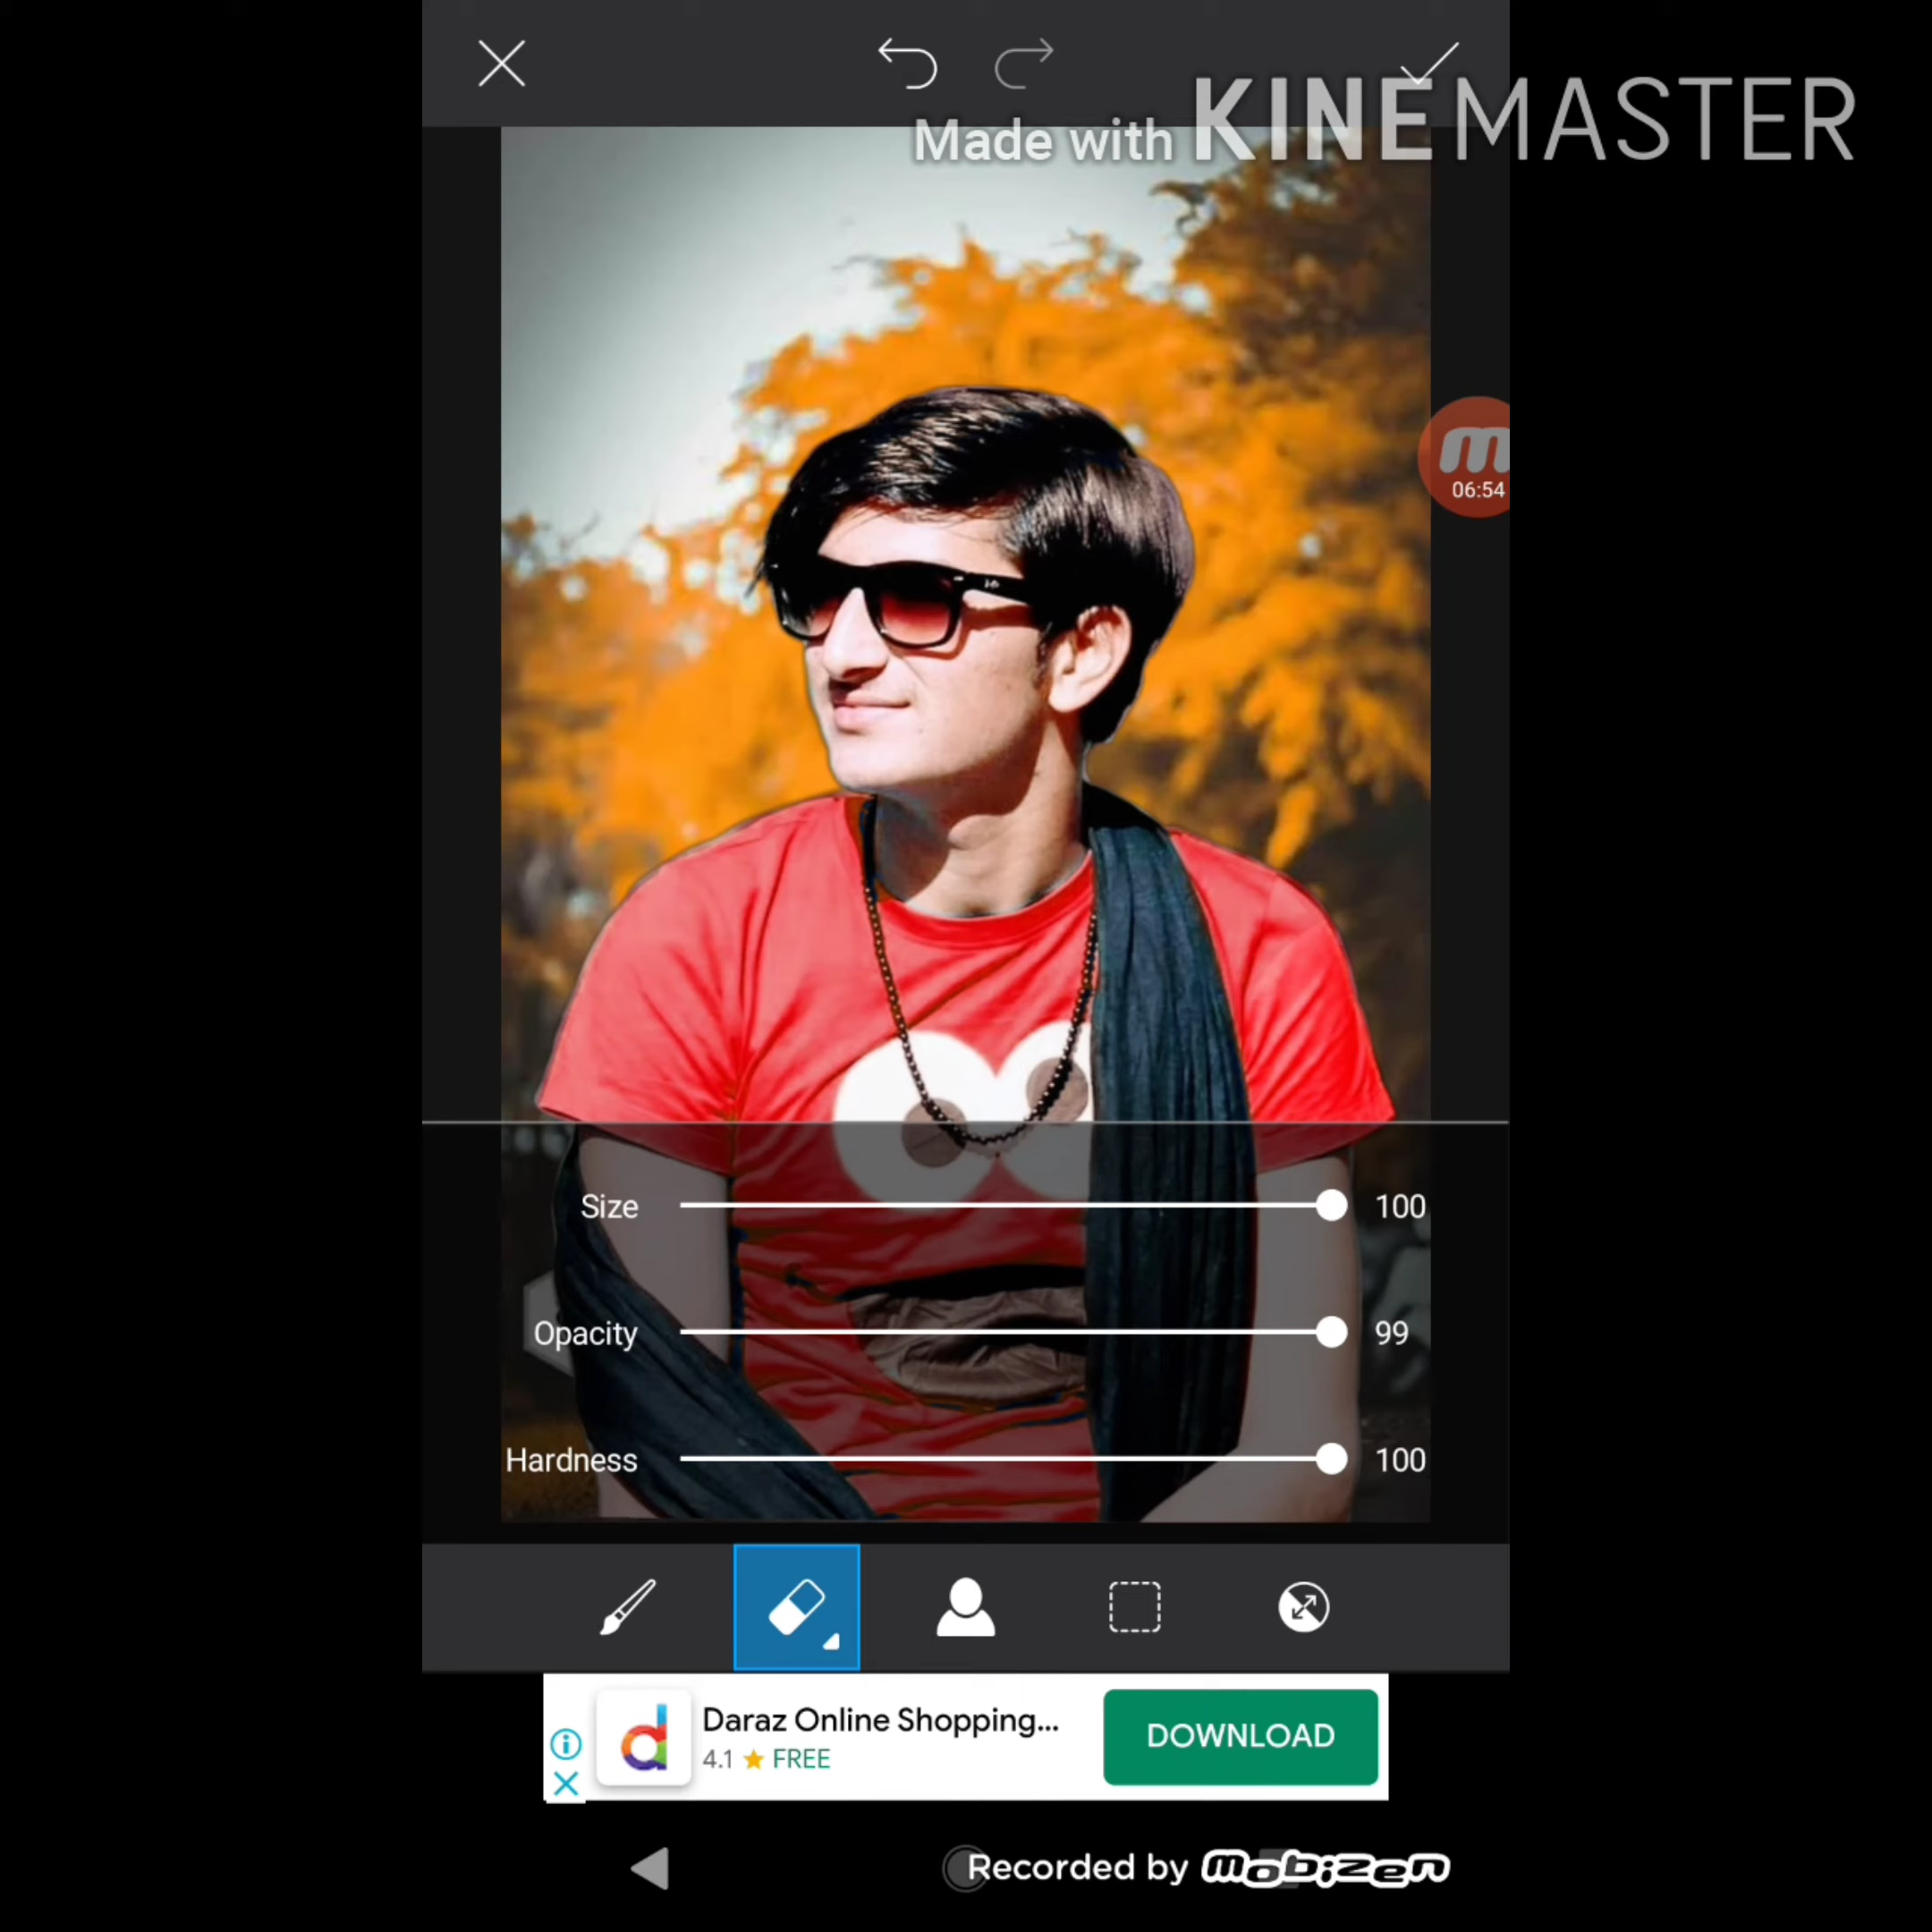 Made with KINEMASTER
06:54
Size 100
Opacity 99
Hardness 100
Daraz Online Shopping...
4.1 ★ FREE
DOWNLOAD
Recorded by mobizen